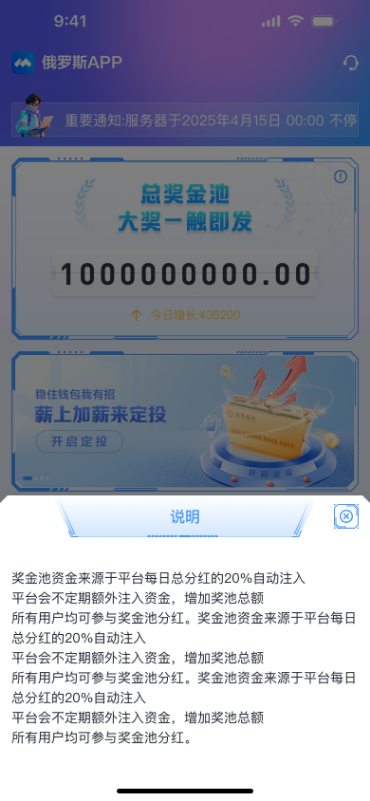 9:41
俄罗斯APP
重要通知:服务器于2025年4月15日 00:00 不停
总奖金池
大奖一触即发
1000000000.00
今日增长:¥35200
稳住钱包我有招
薪上加薪来定投
开启定投
说明
奖金池资金来源于平台每日总分红的20%自动注入
平台会不定期额外注入资金，增加奖池总额
所有用户均可参与奖金池分红。奖金池资金来源于平台每日
总分红的20%自动注入
平台会不定期额外注入资金，增加奖池总额
所有用户均可参与奖金池分红。奖金池资金来源于平台每日
总分红的20%自动注入
平台会不定期额外注入资金，增加奖池总额
所有用户均可参与奖金池分红。